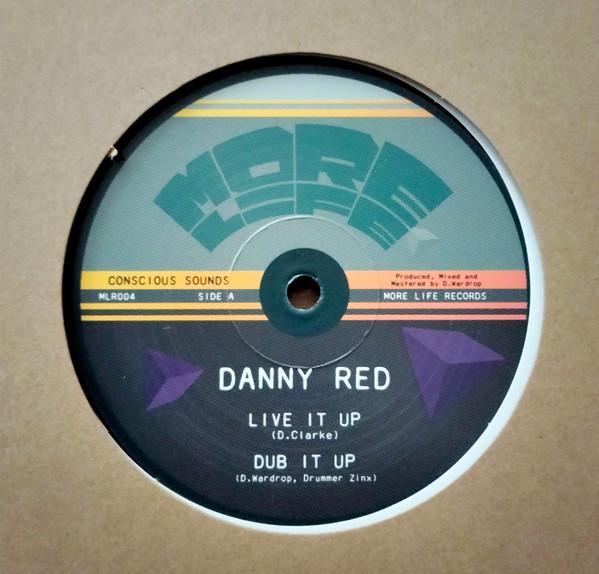 MORE
LIFE
CONSCIOUS SOUNDS
Produced, Mixed and
Mastered by D.Wardrop
MLR004 SIDE A MORE LIFE RECORDS
DANNY RED
LIVE IT UP
(D.Clarke)
DUB IT UP
(D.Wardrop, Drummer Zinx)